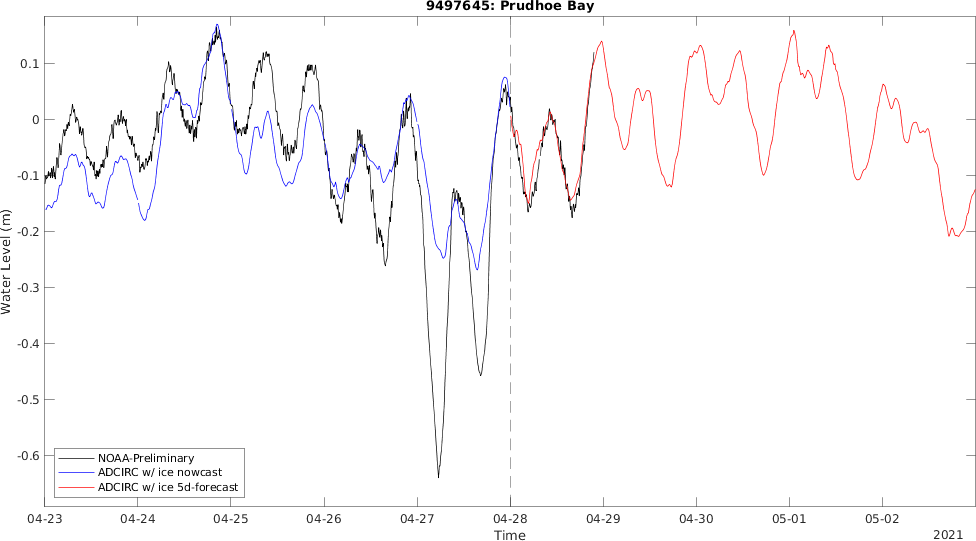 9497645: Prudhoe Bay
0.1
0
-0.1
-0.2
-0.3
-0.4
-0.5
-0.6
Water Level (m)
NOAA-Preliminary
ADCIRC w/ ice nowcast
ADCIRC w/ ice 5d-forecast
04-23 04-24 04-25 04-26 04-27 04-28 04-29 04-30 05-01 05-02
Time
2021